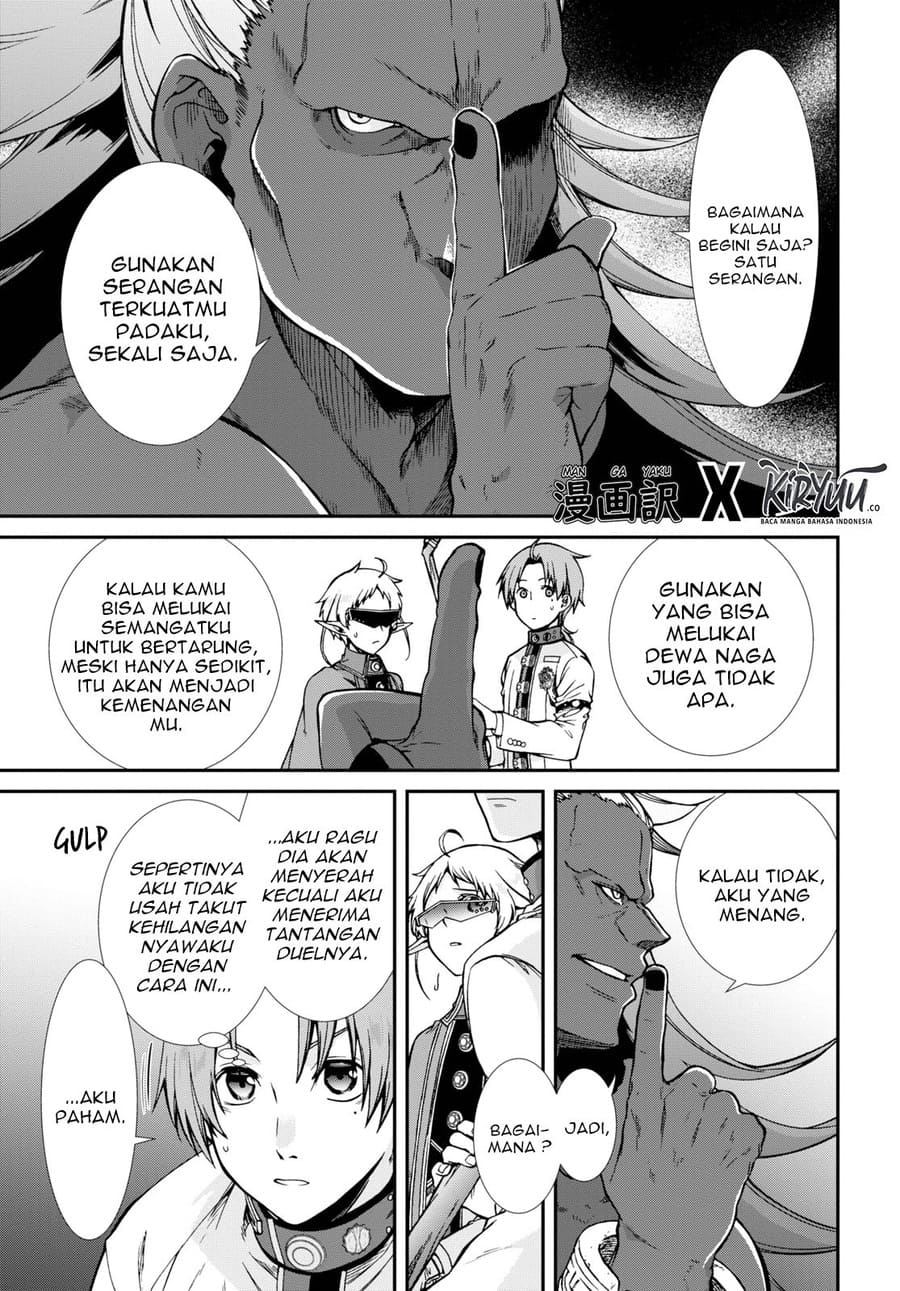 BAGAIMANA
KALAU
BEGINI SAJA?
SATU
SERANGAN.
GUNAKAN
SERANGAN
TERKUATMU
PADAKU,
SEKALI SAJA.
MAN GA YAKU
漫画訳 X KiRYUU.CO
BACA MANGA BAHASA INDONESIA
GUNAKAN
YANG BISA
MELUKAI
DEWA NAGA
JUGA TIDAK
APA.
KALAU KAMU
BISA MELUKAI
SEMANGATKU
UNTUK BERTARUNG,
MESKI HANYA SEDIKIT,
ITU AKAN MENJADI
KEMENANGAN
MU.
KALAU TIDAK,
AKU YANG
MENANG.
JADI,
BAGAI-
MANA ?
...AKU RAGU
DIA AKAN
MENYERAH
KECUALI AKU
MENERIMA
TANTANGAN
DUELNYA.
SEPERTINYA
AKU TIDAK
USAH TAKUT
KEHILANGAN
NYAWAKU
DENGAN
CARA INI...
GULP
...AKU
PAHAM.